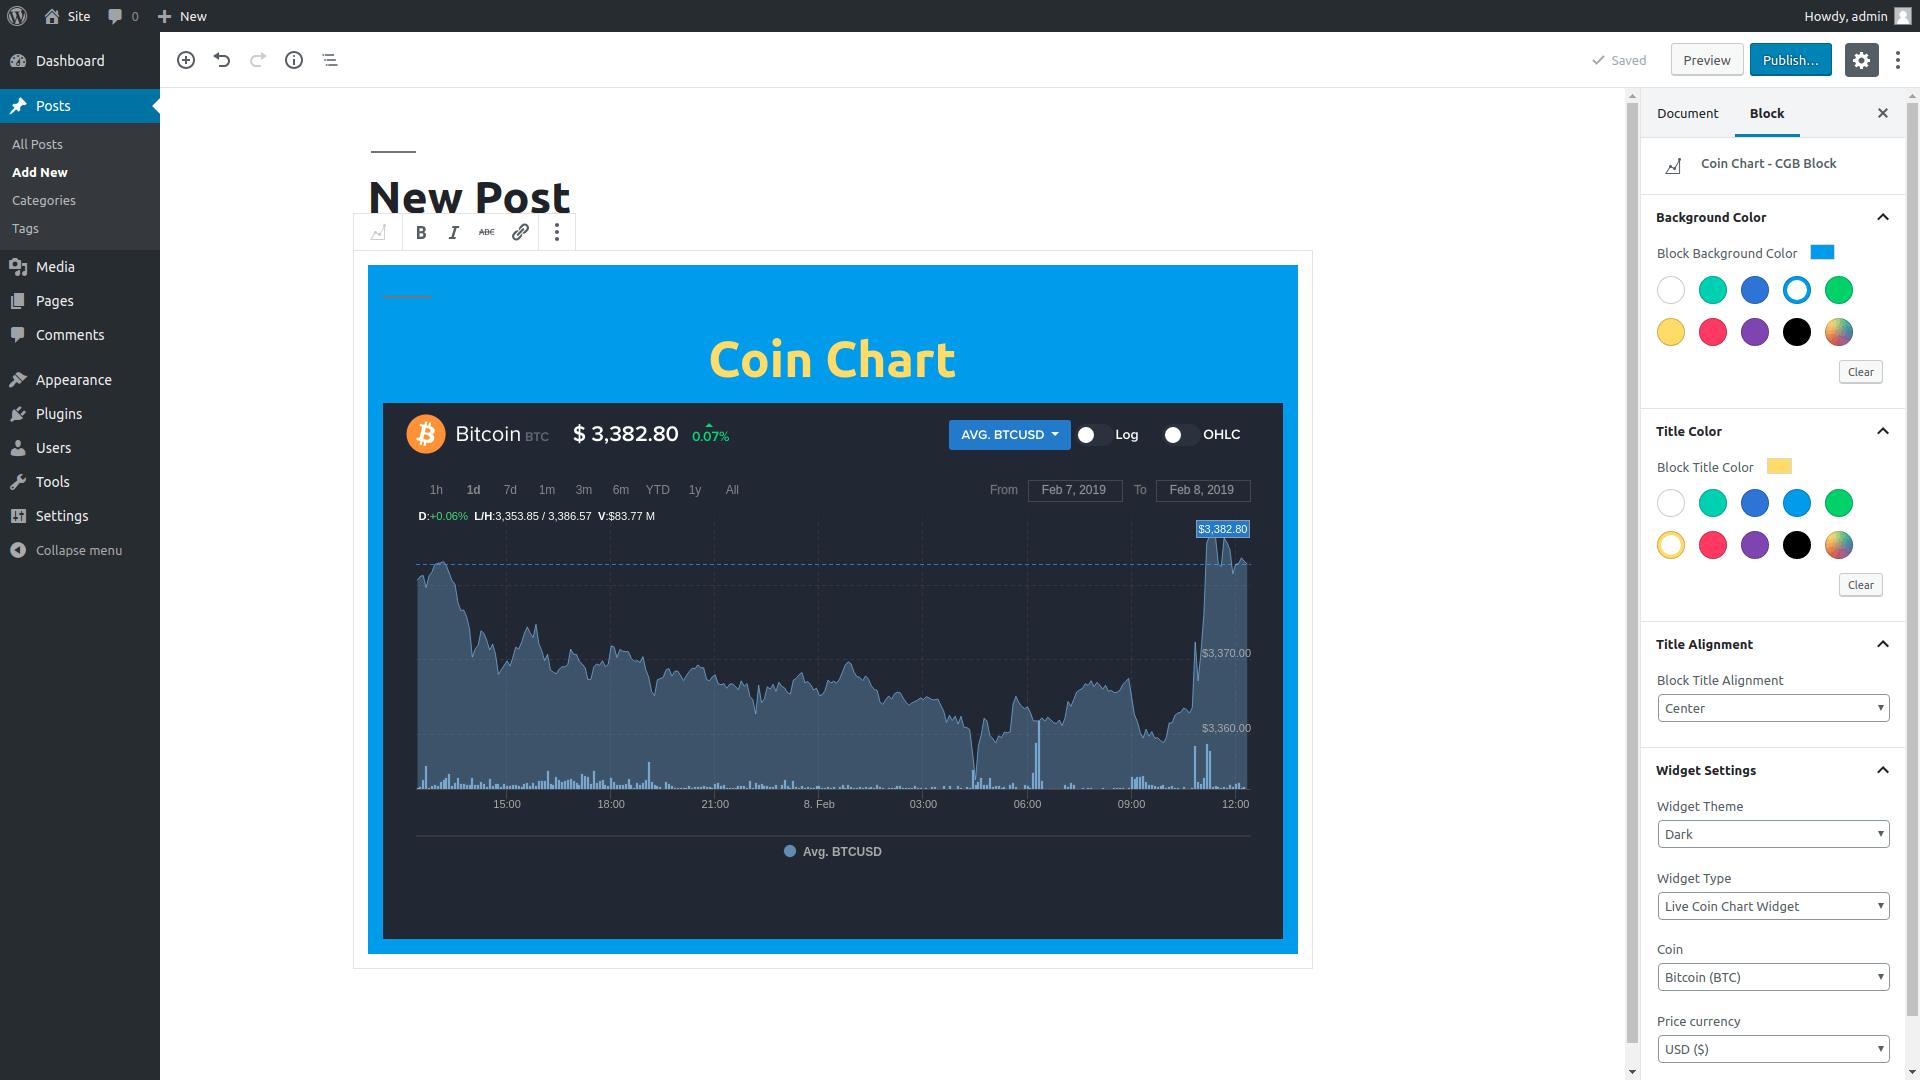 Site
0
New
Howdy, admin
Dashboard
Posts
All Posts
Add New
Categories
Tags
Media
Pages
Comments
Appearance
Plugins
Users
Tools
Settings
Collapse menu
Saved
Preview
Publish…
New Post
B I ABC
Coin Chart
Bitcoin BTC $ 3,382.80 0.07%
AVG. BTCUSD Log OHLC
1h 1d 7d 1m 3m 6m YTD 1y All
From Feb 7, 2019 To Feb 8, 2019
D:+0.06% L/H:3,353.85 / 3,386.57 V:$83.77 M
$3,382.80
$3,370.00
$3,360.00
15:00 18:00 21:00 8. Feb 03:00 06:00 09:00 12:00
Avg. BTCUSD
Document Block
Coin Chart - CGB Block
Background Color
Block Background Color
Clear
Title Color
Block Title Color
Clear
Title Alignment
Block Title Alignment
Center
Widget Settings
Widget Theme
Dark
Widget Type
Live Coin Chart Widget
Coin
Bitcoin (BTC)
Price currency
USD ($)